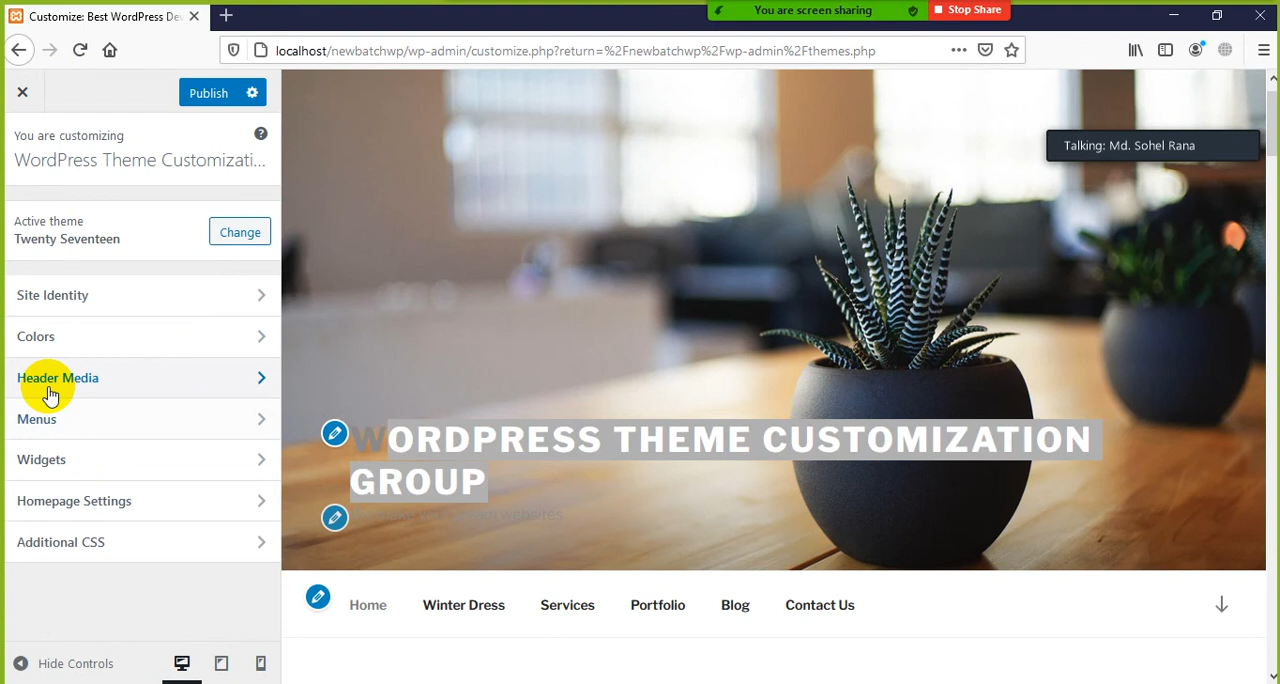 Customize: Best WordPress De
You are screen sharing
Stop Share
localhost/newbatchwp/wp-admin/customize.php?return=%2Fnewbatchwp%2Fwp-admin%2Fthemes.php
Publish
You are customizing
WordPress Theme Customizati...
Talking: Md. Sohel Rana
Active theme
Twenty Seventeen
Change
Site Identity
Colors
Header Media
Menus
Widgets
Homepage Settings
Additional CSS
WORDPRESS THEME CUSTOMIZATION
GROUP
websites
Home Winter Dress Services Portfolio Blog Contact Us
Hide Controls